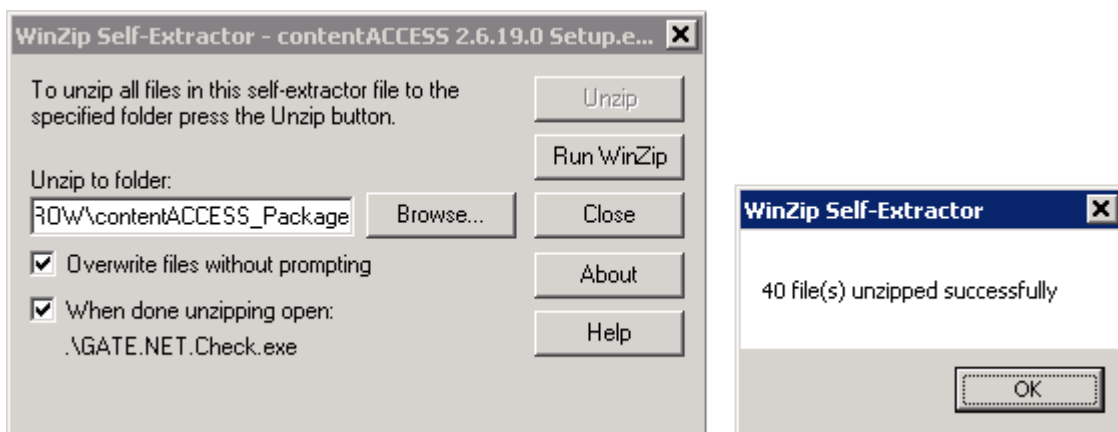 WinZip Self-Extractor - contentACCESS 2.6.19.0 Setup.e...
To unzip all files in this self-extractor file to the
specified folder press the Unzip button.
Unzip
Run WinZip
Unzip to folder:
ROW\contentACCESS_Package
Browse...
Close
Overwrite files without prompting
About
When done unzipping open:
.\GATE.NET.Check.exe
Help
WinZip Self-Extractor
40 file(s) unzipped successfully
OK